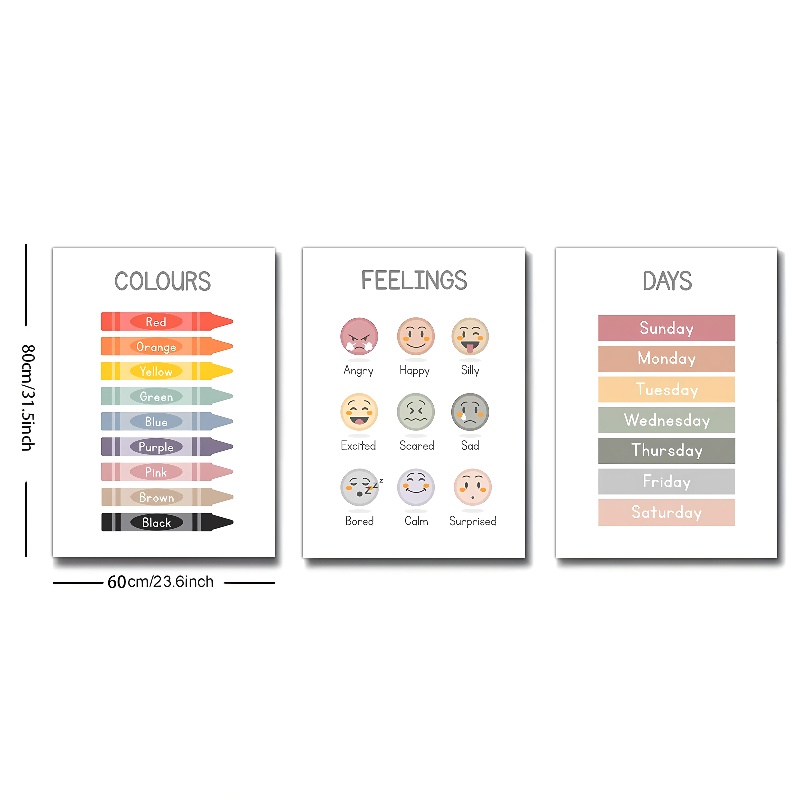 80cm/31.5inch
COLOURS
Red
Orange
Yellow
Green
Blue
Purple
Pink
Brown
Black
60cm/23.6inch
FEELINGS
Angry Happy Silly
Excited Scared Sad
z z z
Bored Calm Surprised
DAYS
Sunday
Monday
Tuesday
Wednesday
Thursday
Friday
Saturday